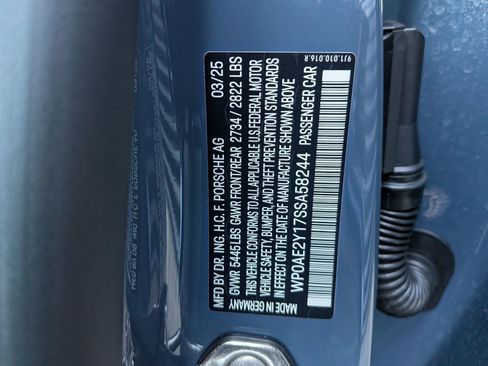 MFD BY DR. ING. H.C. F. PORSCHE AG 03/25
GVWR 5445 LBS GAWR FRONT/REAR 2734 / 2822 LBS
THIS VEHICLE CONFORMS TO ALL APPLICABLE U.S. FEDERAL MOTOR
VEHICLE SAFETY, BUMPER, AND THEFT PREVENTION STANDARDS
IN EFFECT ON THE DATE OF MANUFACTURE SHOWN ABOVE
WP0AE2Y17SSA58244 PASSENGER CAR
MADE IN GERMANY
9J1.010.016.R